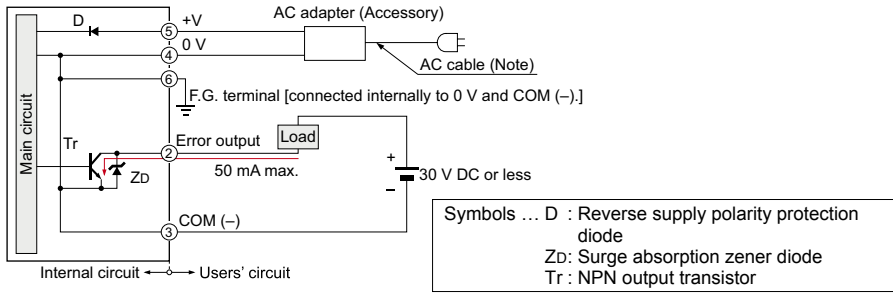 AC adapter (Accessory)
D
5
+V
4
0 V
AC cable (Note)
6
F.G. terminal [connected internally to 0 V and COM (–).]
Main circuit
Tr
2
Error output
Load
ZD
50 mA max.
+
–
30 V DC or less
3
COM (–)
Internal circuit
Users' circuit
Symbols … D : Reverse supply polarity protection
diode
ZD: Surge absorption zener diode
Tr : NPN output transistor